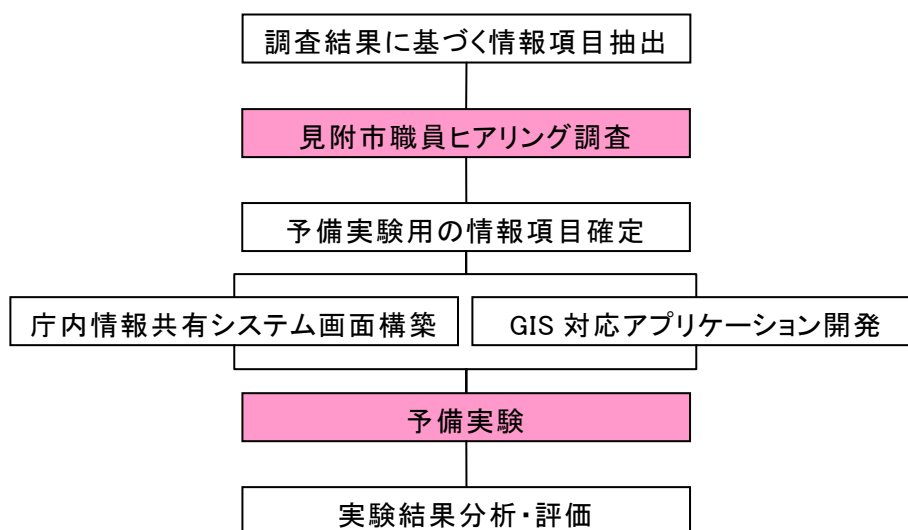 調査結果に基づく情報項目抽出
見附市職員ヒアリング調査
予備実験用の情報項目確定
庁内情報共有システム画面構築
GIS 対応アプリケーション開発
予備実験
実験結果分析・評価